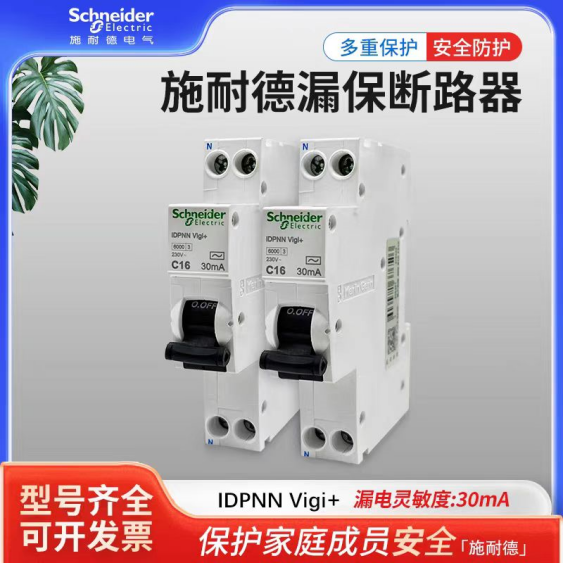 Schneider
Electric
施耐德电气
多重保护 安全防护
施耐德漏保断路器
N
Schneider
Electric
IDPNN Vigi+
6000 3
230V~
C16 30mA
O.OFF
N
N
Schneider
Electric
IDPNN Vigi+
6000 3
230V~
C16 30mA
O.OFF
N
型号齐全
可开发票
IDPNN Vigi+ 漏电灵敏度:30mA
保护家庭成员安全「施耐德」